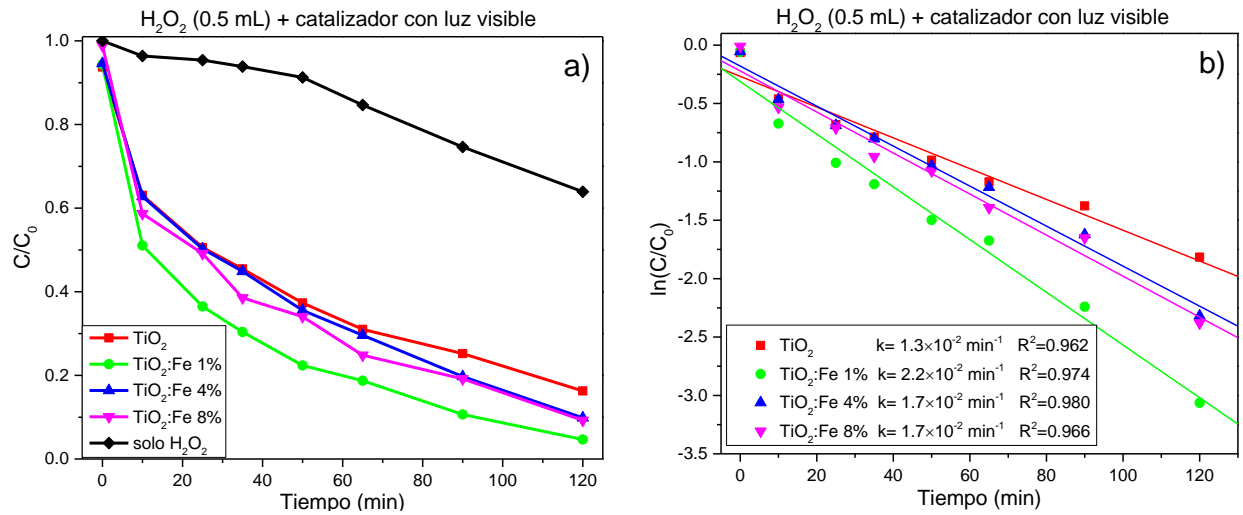 H₂O₂ (0.5 mL) + catalizador con luz visible
a)
C/C₀
1.0
0.8
0.6
0.4
0.2
0.0
TiO₂
TiO₂:Fe 1%
TiO₂:Fe 4%
TiO₂:Fe 8%
solo H₂O₂
0 20 40 60 80 100 120
Tiempo (min)
H₂O₂ (0.5 mL) + catalizador con luz visible
b)
ln(C/C₀)
0.0
-0.5
-1.0
-1.5
-2.0
-2.5
-3.0
-3.5
TiO₂ k= 1.3×10⁻² min⁻¹ R²=0.962
TiO₂:Fe 1% k= 2.2×10⁻² min⁻¹ R²=0.974
TiO₂:Fe 4% k= 1.7×10⁻² min⁻¹ R²=0.980
TiO₂:Fe 8% k= 1.7×10⁻² min⁻¹ R²=0.966
0 20 40 60 80 100 120
Tiempo (min)